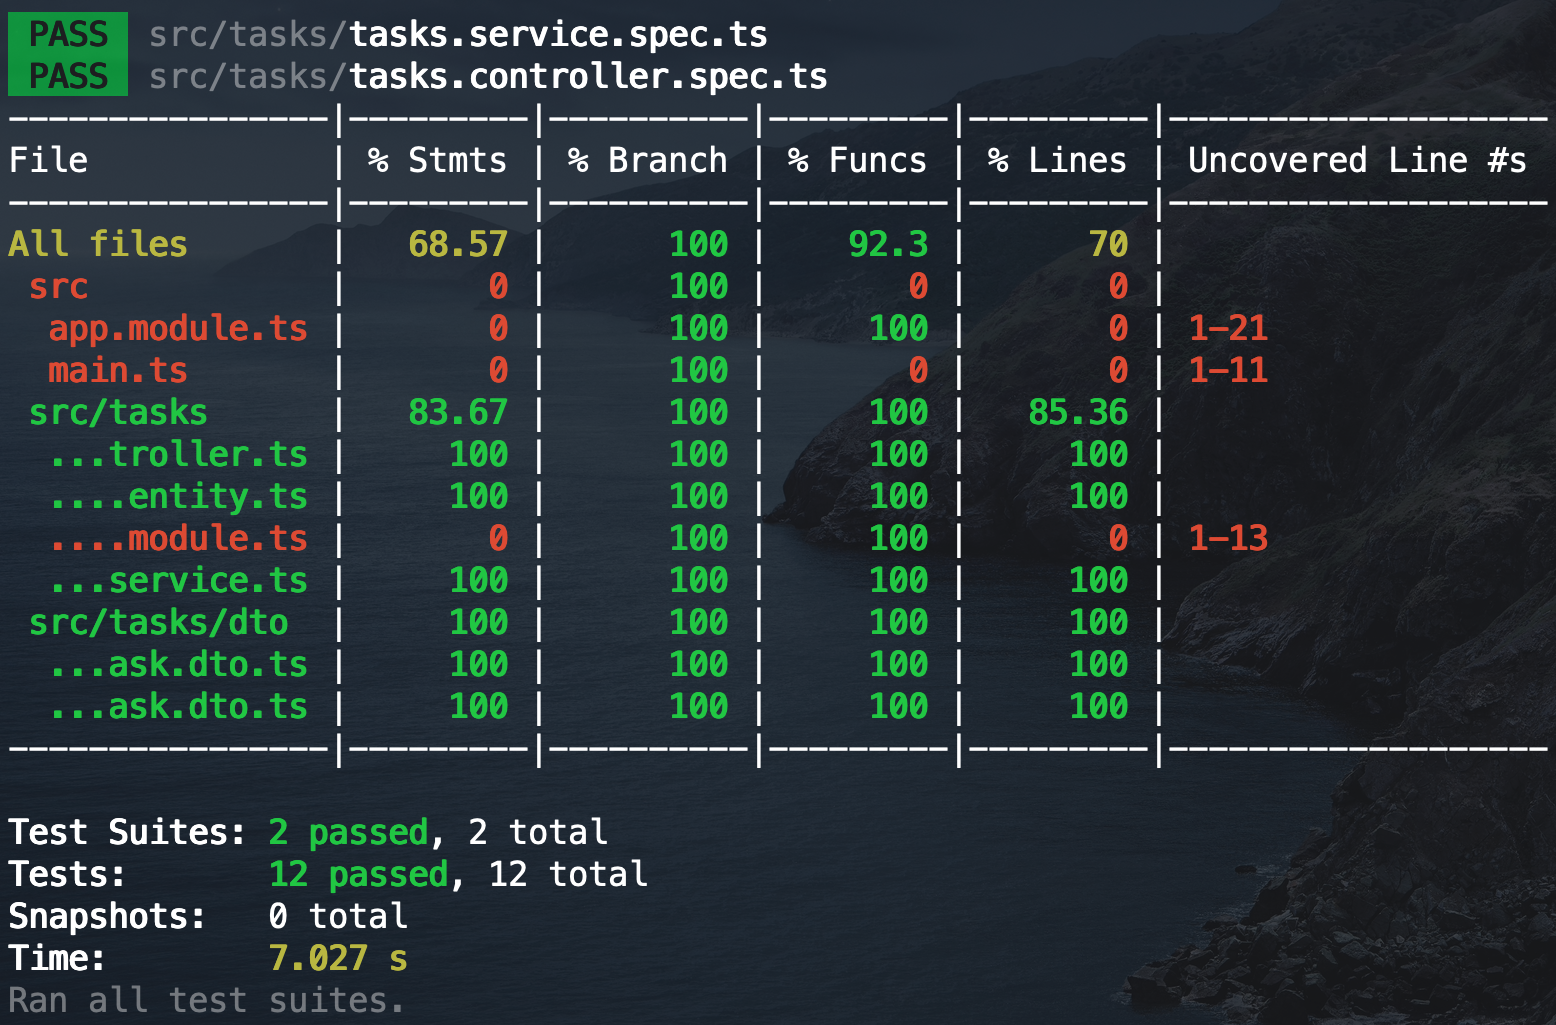 PASS src/tasks/tasks.service.spec.ts
PASS src/tasks/tasks.controller.spec.ts
----------------|---------|----------|---------|---------|-------------------
File            | % Stmts | % Branch | % Funcs | % Lines | Uncovered Line #s
----------------|---------|----------|---------|---------|-------------------
All files       |   68.57 |      100 |    92.3 |      70 |
 src            |       0 |      100 |       0 |       0 |
  app.module.ts |       0 |      100 |     100 |       0 | 1-21
  main.ts       |       0 |      100 |       0 |       0 | 1-11
 src/tasks      |   83.67 |      100 |     100 |   85.36 |
  ...troller.ts |     100 |      100 |     100 |     100 |
  ....entity.ts |     100 |      100 |     100 |     100 |
  ....module.ts |       0 |      100 |     100 |       0 | 1-13
  ...service.ts |     100 |      100 |     100 |     100 |
 src/tasks/dto  |     100 |      100 |     100 |     100 |
  ...ask.dto.ts |     100 |      100 |     100 |     100 |
  ...ask.dto.ts |     100 |      100 |     100 |     100 |
----------------|---------|----------|---------|---------|-------------------
Test Suites: 2 passed, 2 total
Tests:       12 passed, 12 total
Snapshots:   0 total
Time:        7.027 s
Ran all test suites.